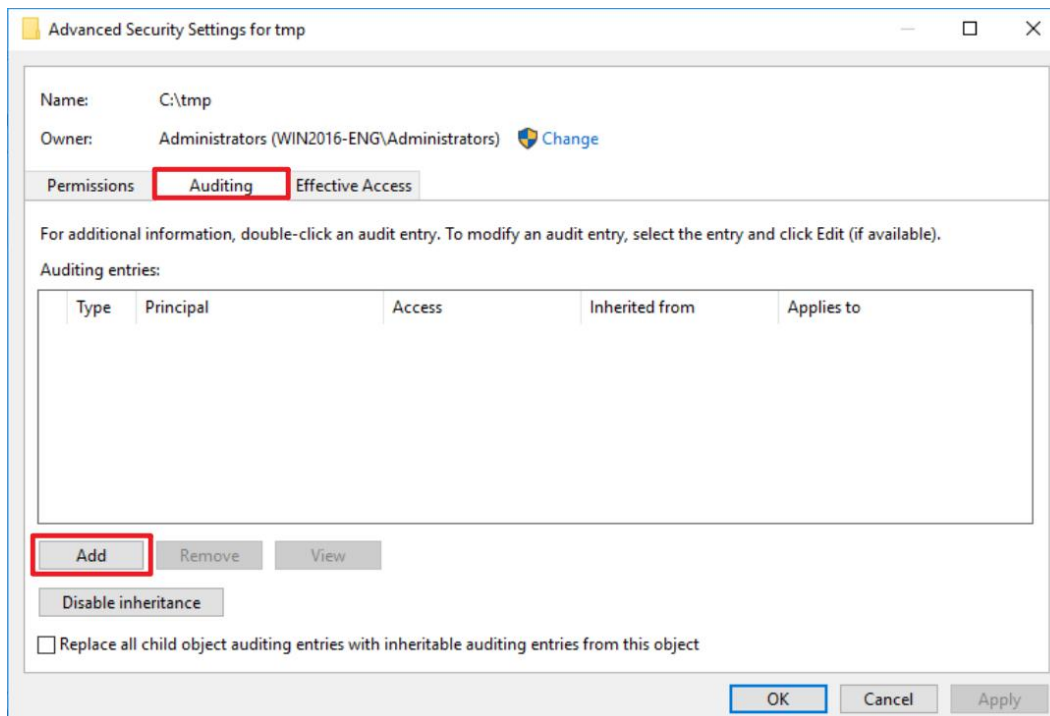 Advanced Security Settings for tmp
Name: C:\tmp
Owner: Administrators (WIN2016-ENG\Administrators) Change
Permissions Auditing Effective Access
For additional information, double-click an audit entry. To modify an audit entry, select the entry and click Edit (if available).
Auditing entries:
Type Principal Access Inherited from Applies to
Add Remove View
Disable inheritance
Replace all child object auditing entries with inheritable auditing entries from this object
OK Cancel Apply